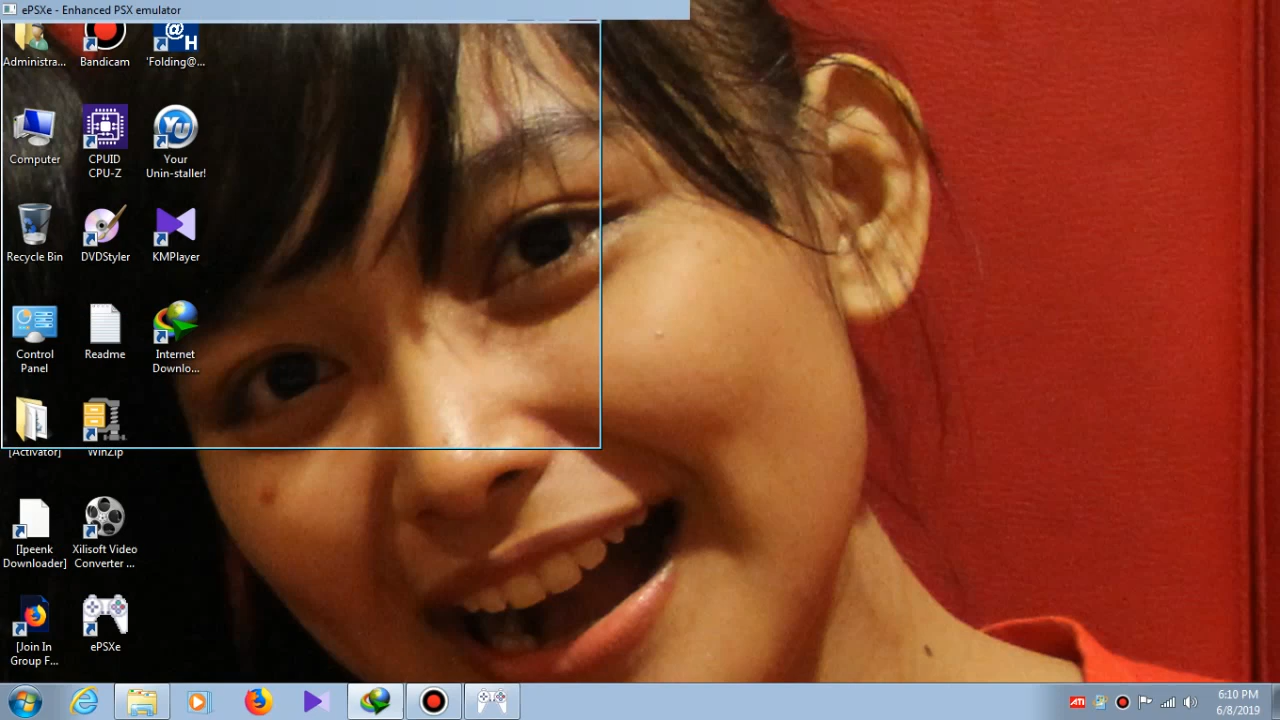 ePSXe - Enhanced PSX emulator
Administra...
Bandicam
'Folding@...
@
H
Computer
CPUID
CPU-Z
YU
Your
Unin-staller!
Recycle Bin
DVDStyler
KMPlayer
Control
Panel
Readme
Internet
Downlo...
[Activator]
WinZip
[Ipeenk
Downloader]
Xilisoft Video
Converter ...
[Join In
Group F...
ePSXe
ATI
6:10 PM
6/8/2019